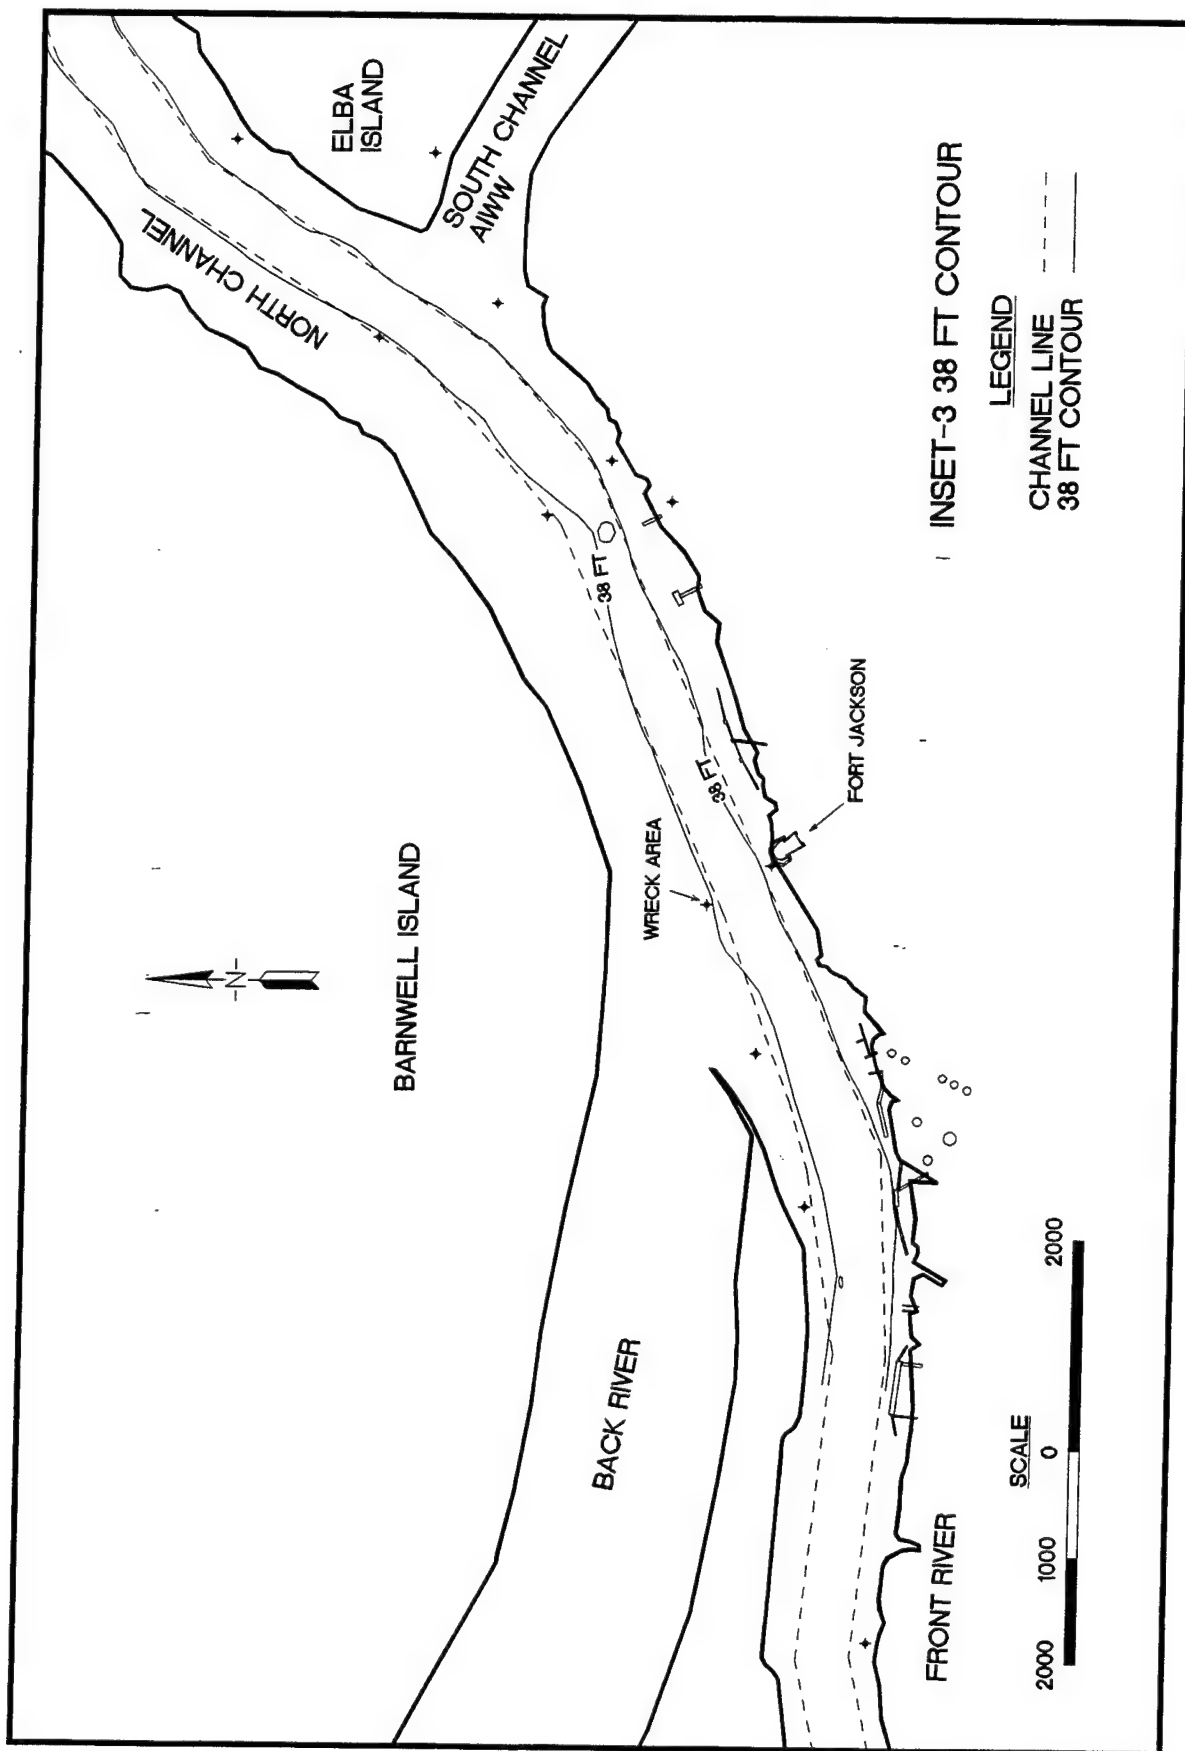 ELBA
ISLAND
SOUTH CHANNEL
AIWW
NORTH CHANNEL
38 FT
38 FT
WRECK AREA
FORT JACKSON
BARNWELL ISLAND
-N-
BACK RIVER
FRONT RIVER
INSET-3 38 FT CONTOUR
LEGEND
CHANNEL LINE
38 FT CONTOUR
SCALE
2000 1000 0 2000